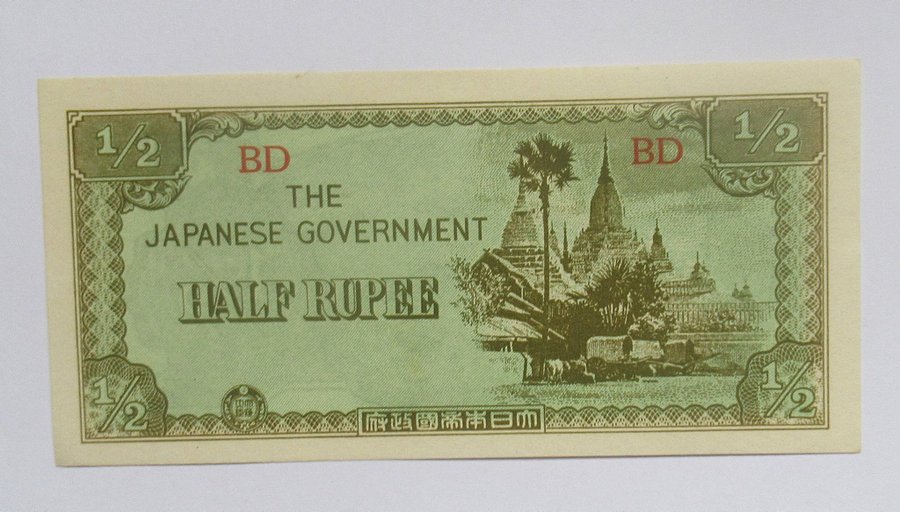 1/2
1/2
BD
BD
THE
JAPANESE GOVERNMENT
HALF RUPEE
1/2
1/2
府政國帝本日大